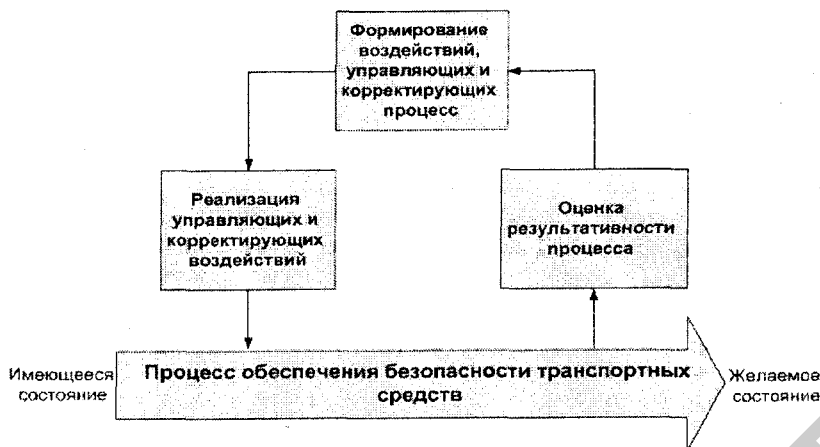 Формирование
воздействий,
управляющих и
корректирующих
процесс
Реализация
управляющих и
корректирующих
воздействий
Оценка
результативности
процесса
Имеющееся
состояние
Процесс обеспечения безопасности транспортных
средств
Желаемое
состояние